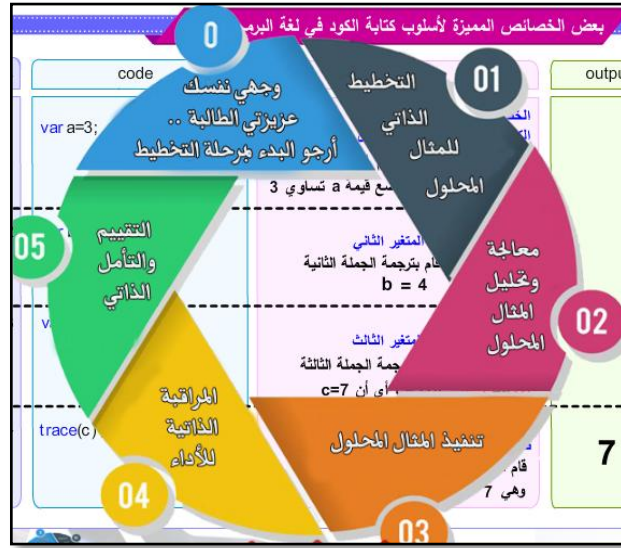 بعض الخصائص المميزة لأسلوب كتابة الكود في لغة
code
0
وجهي نفسك
عزيزتي الطالبة ..
أرجو البدء بمرحلة التخطيط
01
التخطيط
الذاتي
للمثال
المحلول
02
معالجة
وتحليل
المثال
المحلول
03
تنفيذ المثال المحلول
04
المراقبة
الذاتية
للأداء
05
التقييم
والتأمل
الذاتي
var a=3;
قيمة a تساوي 3
المتغير الثاني
قام بترجمة الجملة الثانية
b = 4
المتغير الثالث
الجملة الثالثة
أي أن c=7
trace(c)
قام
وهي 7
7